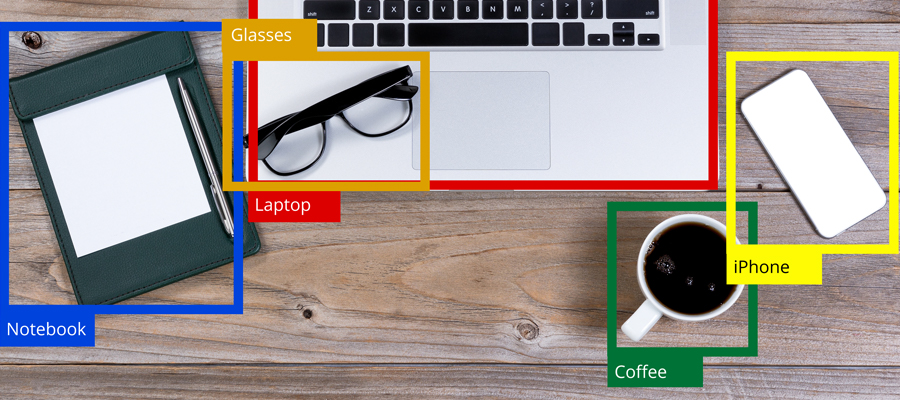 shift Z X C V B N M < , > . ? / shift
Glasses
Laptop
iPhone
Notebook
Coffee